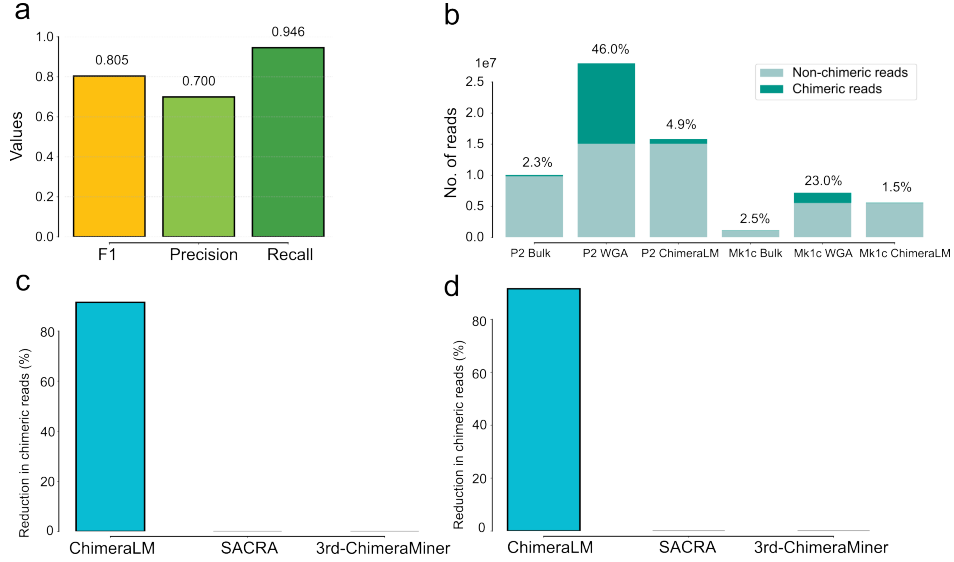 a
1.0
0.8
0.6
0.4
0.2
0.0
Values
0.805
0.700
0.946
F1
Precision
Recall
b
1e7
2.5
2.0
1.5
1.0
0.5
0.0
No. of reads
2.3%
46.0%
4.9%
2.5%
23.0%
1.5%
Non-chimeric reads
Chimeric reads
P2 Bulk
P2 WGA
P2 ChimeraLM
Mk1c Bulk
Mk1c WGA
Mk1c ChimeraLM
c
80
60
40
20
0
Reduction in chimeric reads (%)
ChimeraLM
SACRA
3rd-ChimeraMiner
d
80
60
40
20
0
Reduction in chimeric reads (%)
ChimeraLM
SACRA
3rd-ChimeraMiner